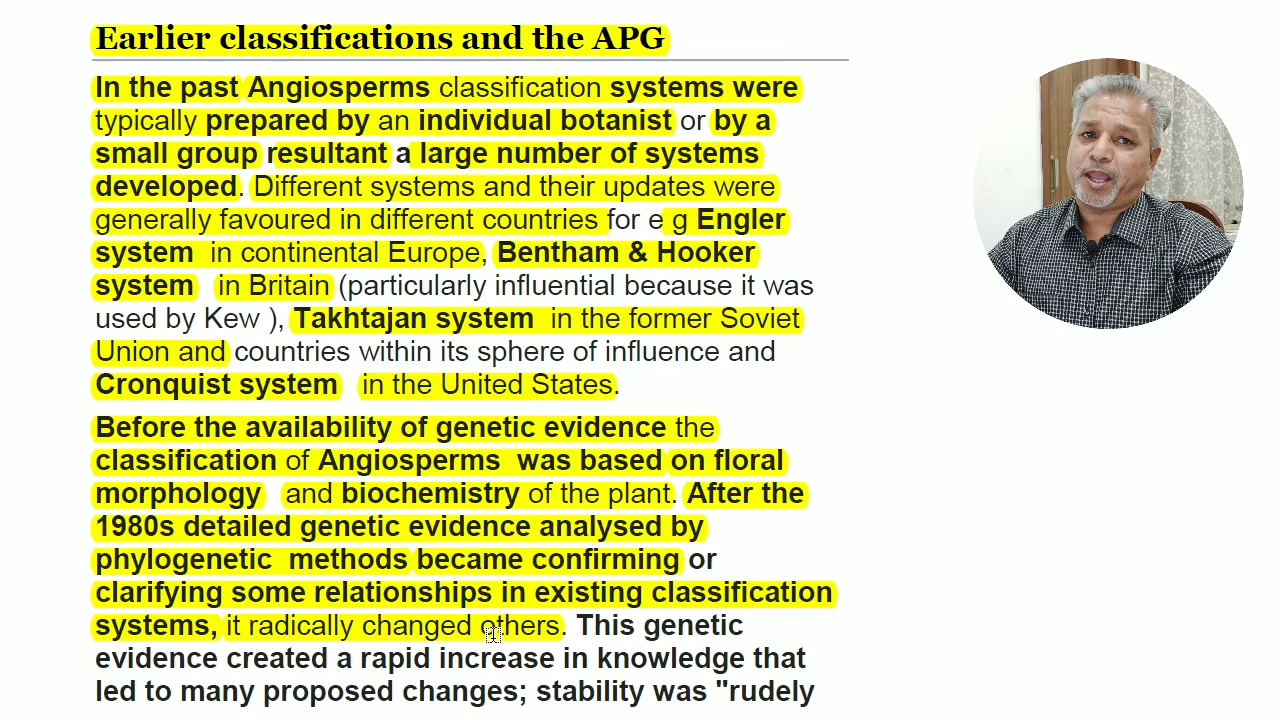 Earlier classifications and the APG
In the past Angiosperms classification systems were
typically prepared by an individual botanist or by a
small group resultant a large number of systems
developed. Different systems and their updates were
generally favoured in different countries for e g Engler
system in continental Europe, Bentham & Hooker
system in Britain (particularly influential because it was
used by Kew ), Takhtajan system in the former Soviet
Union and countries within its sphere of influence and
Cronquist system in the United States.
Before the availability of genetic evidence the
classification of Angiosperms was based on floral
morphology and biochemistry of the plant. After the
1980s detailed genetic evidence analysed by
phylogenetic methods became confirming or
clarifying some relationships in existing classification
systems, it radically changed others. This genetic
evidence created a rapid increase in knowledge that
led to many proposed changes; stability was "rudely